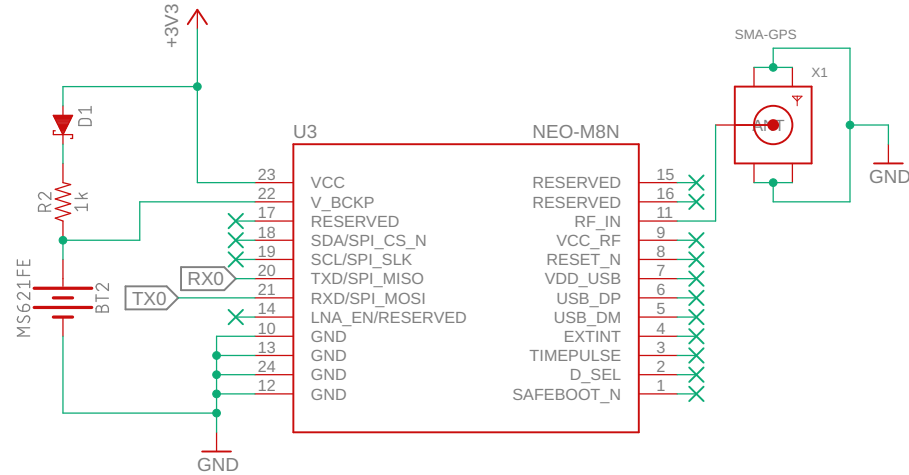 +3V3
SMA-GPS
X1
ANT
GND
D1
R2
1k
MS621FE
BT2
RX0
TX0
U3
NEO-M8N
23 VCC
22 V_BCKP
17 RESERVED
18 SDA/SPI_CS_N
19 SCL/SPI_SLK
20 TXD/SPI_MISO
21 RXD/SPI_MOSI
14 LNA_EN/RESERVED
10 GND
13 GND
24 GND
12 GND
RESERVED 15
RESERVED 16
RF_IN 11
VCC_RF 9
RESET_N 8
VDD_USB 7
USB_DP 6
USB_DM 5
EXTINT 4
TIMEPULSE 3
D_SEL 2
SAFEBOOT_N 1
GND